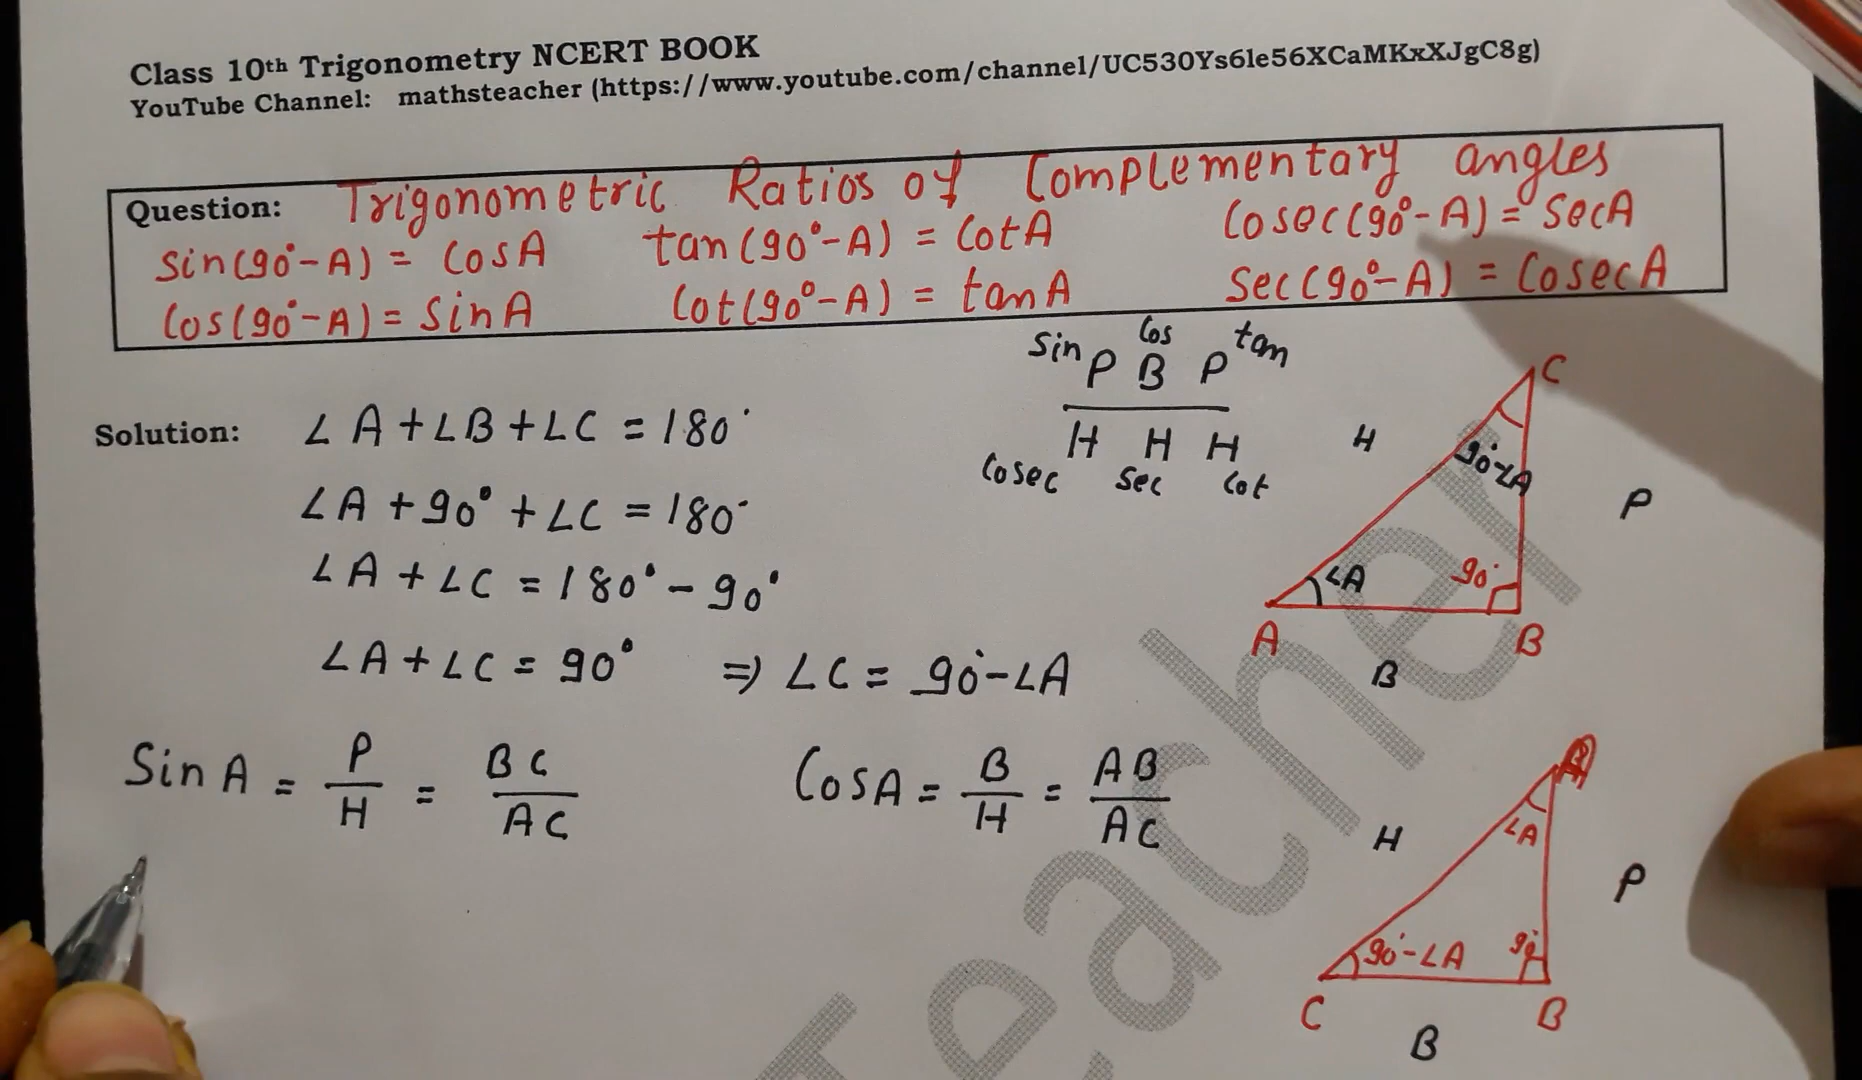 Class 10th Trigonometry NCERT BOOK
YouTube Channel: mathsteacher (https://www.youtube.com/channel/UC530Ys6le56XCaMKxXJgC8g)
Question: Trigonometric Ratios of Complementary angles
sin(90°-A) = CosA tan(90°-A) = CotA Cosec(90°-A) = SecA
Cos(90°-A) = SinA Cot(90°-A) = tanA Sec(90°-A) = CosecA
Sin Cos tan
P B P
H H H
Cosec Sec Cot
Solution: ∠A+∠B+∠C = 180°
∠A+90°+∠C = 180°
∠A+∠C = 180°-90°
∠A+∠C = 90° ⇒ ∠C = 90°-∠A
C
H
90°-∠A
P
∠A 90°
A B
B
Sin A = P/H = BC/AC CosA = B/H = AB/AC
∠A
H
P
90°-∠A 90°
C B
B
Teacher